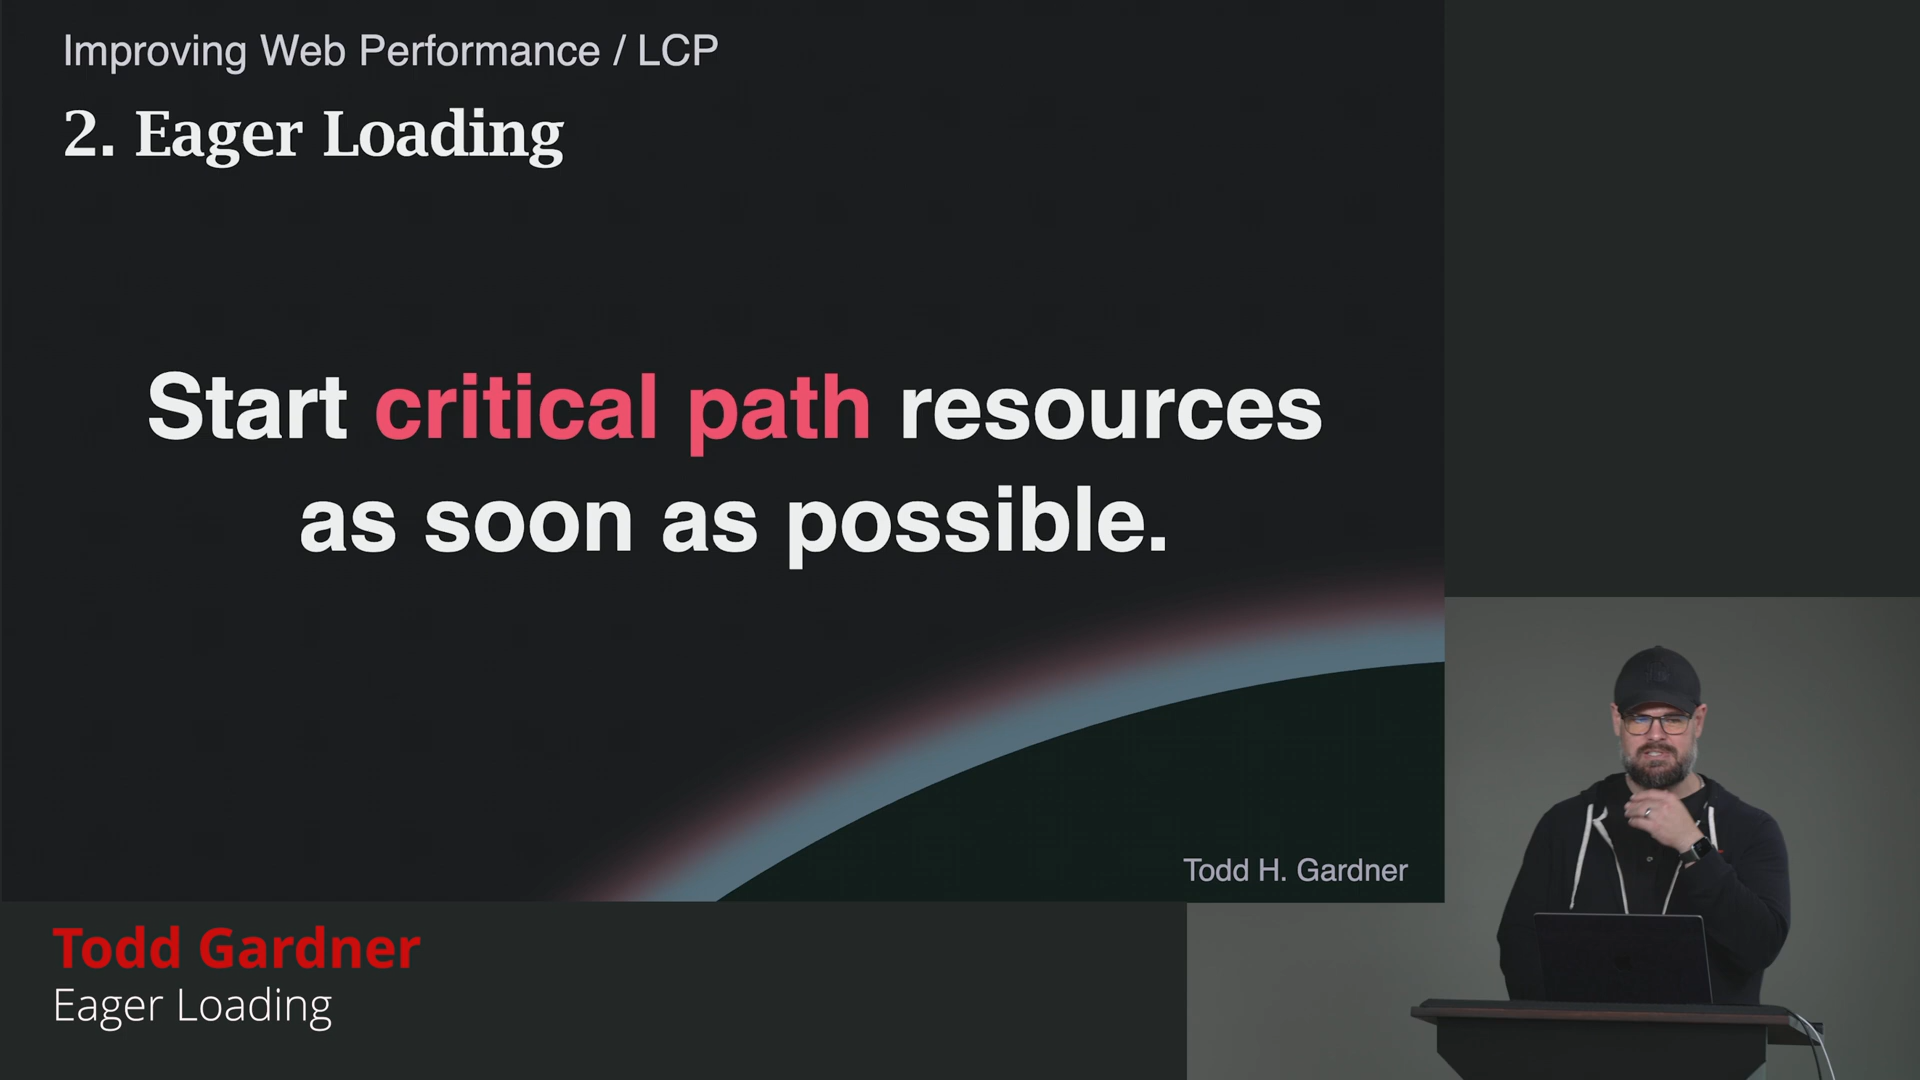 Improving Web Performance / LCP
2. Eager Loading
Start critical path resources
as soon as possible.
Todd H. Gardner
Todd Gardner
Eager Loading